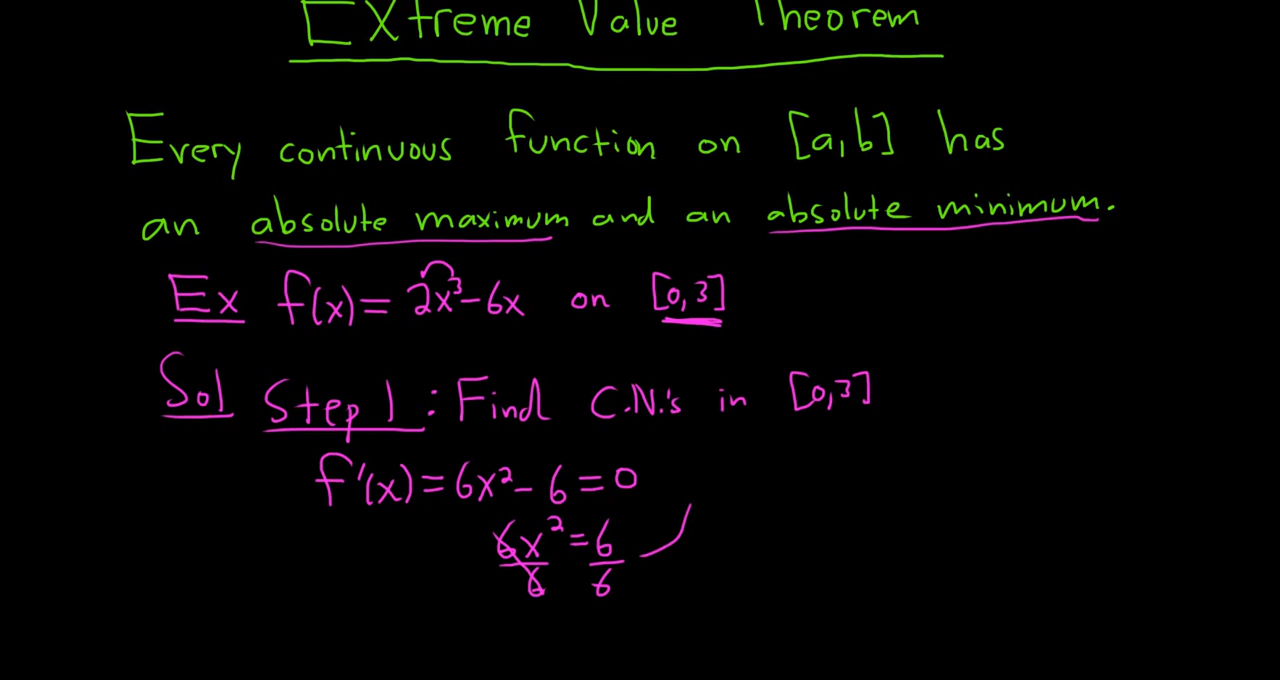 Extreme Value Theorem
Every continuous function on [a,b] has
an absolute maximum and an absolute minimum.
Ex f(x)= 2x³-6x on [0,3]
Sol Step 1: Find C.N.'s in [0,3]
f'(x)=6x²-6=0
6x²=6
6 6